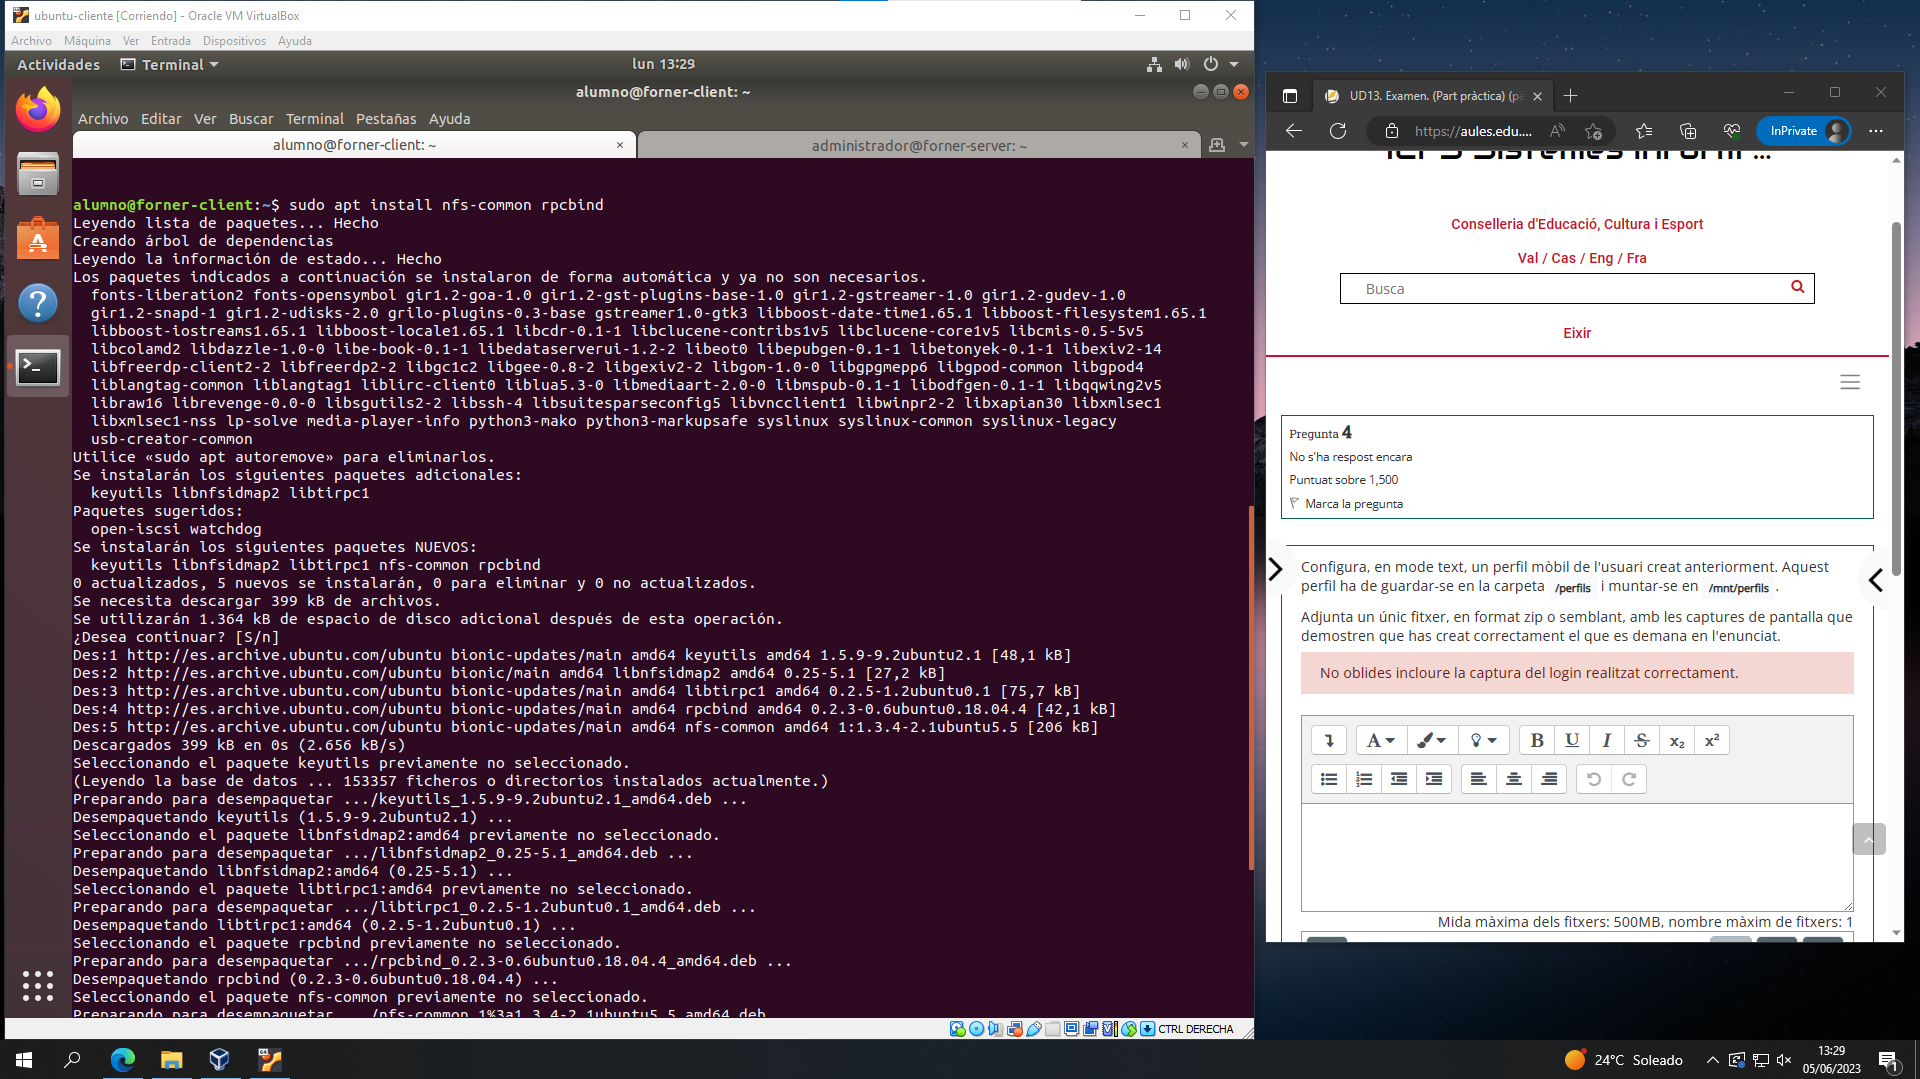 ubuntu-cliente [Corriendo] - Oracle VM VirtualBox
Archivo Máquina Ver Entrada Dispositivos Ayuda
Actividades Terminal lun 13:29
alumno@forner-client: ~
Archivo Editar Ver Buscar Terminal Pestañas Ayuda
alumno@forner-client: ~ × administrador@forner-server: ~ ×
alumno@forner-client:~$ sudo apt install nfs-common rpcbind
Leyendo lista de paquetes... Hecho
Creando árbol de dependencias
Leyendo la información de estado... Hecho
Los paquetes indicados a continuación se instalaron de forma automática y ya no son necesarios.
fonts-liberation2 fonts-opensymbol gir1.2-goa-1.0 gir1.2-gst-plugins-base-1.0 gir1.2-gstreamer-1.0 gir1.2-gudev-1.0
gir1.2-snapd-1 gir1.2-udisks-2.0 grilo-plugins-0.3-base gstreamer1.0-gtk3 libboost-date-time1.65.1 libboost-filesystem1.65.1
libboost-iostreams1.65.1 libboost-locale1.65.1 libcdr-0.1-1 libclucene-contribs1v5 libclucene-core1v5 libcmis-0.5-5v5
libcolamd2 libdazzle-1.0-0 libe-book-0.1-1 libedataserverui-1.2-2 libeot0 libepubgen-0.1-1 libetonyek-0.1-1 libexiv2-14
libfreerdp-client2-2 libfreerdp2-2 libgc1c2 libgee-0.8-2 libgexiv2-2 libgom-1.0-0 libgpgmepp6 libgpod-common libgpod4
liblangtag-common liblangtag1 liblirc-client0 liblua5.3-0 libmediaart-2.0-0 libmspub-0.1-1 libodfgen-0.1-1 libqqwing2v5
libraw16 librevenge-0.0-0 libsgutils2-2 libssh-4 libsuitesparseconfig5 libvncclient1 libwinpr2-2 libxapian30 libxmlsec1
libxmlsec1-nss lp-solve media-player-info python3-mako python3-markupsafe syslinux syslinux-common syslinux-legacy
usb-creator-common
Utilice «sudo apt autoremove» para eliminarlos.
Se instalarán los siguientes paquetes adicionales:
keyutils libnfsidmap2 libtirpc1
Paquetes sugeridos:
open-iscsi watchdog
Se instalarán los siguientes paquetes NUEVOS:
keyutils libnfsidmap2 libtirpc1 nfs-common rpcbind
0 actualizados, 5 nuevos se instalarán, 0 para eliminar y 0 no actualizados.
Se necesita descargar 399 kB de archivos.
Se utilizarán 1.364 kB de espacio de disco adicional después de esta operación.
¿Desea continuar? [S/n]
Des:1 http://es.archive.ubuntu.com/ubuntu bionic-updates/main amd64 keyutils amd64 1.5.9-9.2ubuntu2.1 [48,1 kB]
Des:2 http://es.archive.ubuntu.com/ubuntu bionic/main amd64 libnfsidmap2 amd64 0.25-5.1 [27,2 kB]
Des:3 http://es.archive.ubuntu.com/ubuntu bionic-updates/main amd64 libtirpc1 amd64 0.2.5-1.2ubuntu0.1 [75,7 kB]
Des:4 http://es.archive.ubuntu.com/ubuntu bionic-updates/main amd64 rpcbind amd64 0.2.3-0.6ubuntu0.18.04.4 [42,1 kB]
Des:5 http://es.archive.ubuntu.com/ubuntu bionic-updates/main amd64 nfs-common amd64 1:1.3.4-2.1ubuntu5.5 [206 kB]
Descargados 399 kB en 0s (2.656 kB/s)
Seleccionando el paquete keyutils previamente no seleccionado.
(Leyendo la base de datos ... 153357 ficheros o directorios instalados actualmente.)
Preparando para desempaquetar .../keyutils_1.5.9-9.2ubuntu2.1_amd64.deb ...
Desempaquetando keyutils (1.5.9-9.2ubuntu2.1) ...
Seleccionando el paquete libnfsidmap2:amd64 previamente no seleccionado.
Preparando para desempaquetar .../libnfsidmap2_0.25-5.1_amd64.deb ...
Desempaquetando libnfsidmap2:amd64 (0.25-5.1) ...
Seleccionando el paquete libtirpc1:amd64 previamente no seleccionado.
Preparando para desempaquetar .../libtirpc1_0.2.5-1.2ubuntu0.1_amd64.deb ...
Desempaquetando libtirpc1:amd64 (0.2.5-1.2ubuntu0.1) ...
Seleccionando el paquete rpcbind previamente no seleccionado.
Preparando para desempaquetar .../rpcbind_0.2.3-0.6ubuntu0.18.04.4_amd64.deb ...
Desempaquetando rpcbind (0.2.3-0.6ubuntu0.18.04.4) ...
Seleccionando el paquete nfs-common previamente no seleccionado.
Preparando para desempaquetar .../nfs-common_1%3a1.3.4-2.1ubuntu5.5_amd64.deb ...
CTRL DERECHA
UD13. Examen. (Part pràctica) (pa
https://aules.edu.... InPrivate
Conselleria d'Educació, Cultura i Esport
Val / Cas / Eng / Fra
Busca
Eixir
Pregunta 4
No s'ha respost encara
Puntuat sobre 1,500
Marca la pregunta
Configura, en mode text, un perfil mòbil de l'usuari creat anteriorment. Aquest
perfil ha de guardar-se en la carpeta /perfils i muntar-se en /mnt/perfils .
Adjunta un únic fitxer, en format zip o semblant, amb les captures de pantalla que
demostren que has creat correctament el que es demana en l'enunciat.
No oblides incloure la captura del login realitzat correctament.
A B U I S x₂ x²
Mida màxima dels fitxers: 500MB, nombre màxim de fitxers: 1
24°C Soleado
13:29
05/06/2023
1